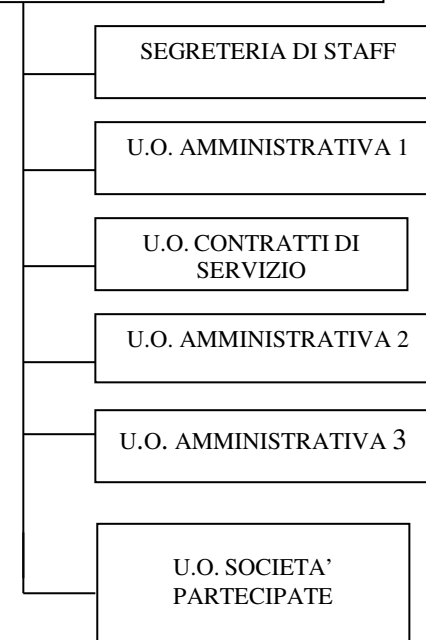 SEGRETERIA DI STAFF
U.O. AMMINISTRATIVA 1
U.O. CONTRATTI DI
SERVIZIO
U.O. AMMINISTRATIVA 2
U.O. AMMINISTRATIVA 3
U.O. SOCIETA’
PARTECIPATE